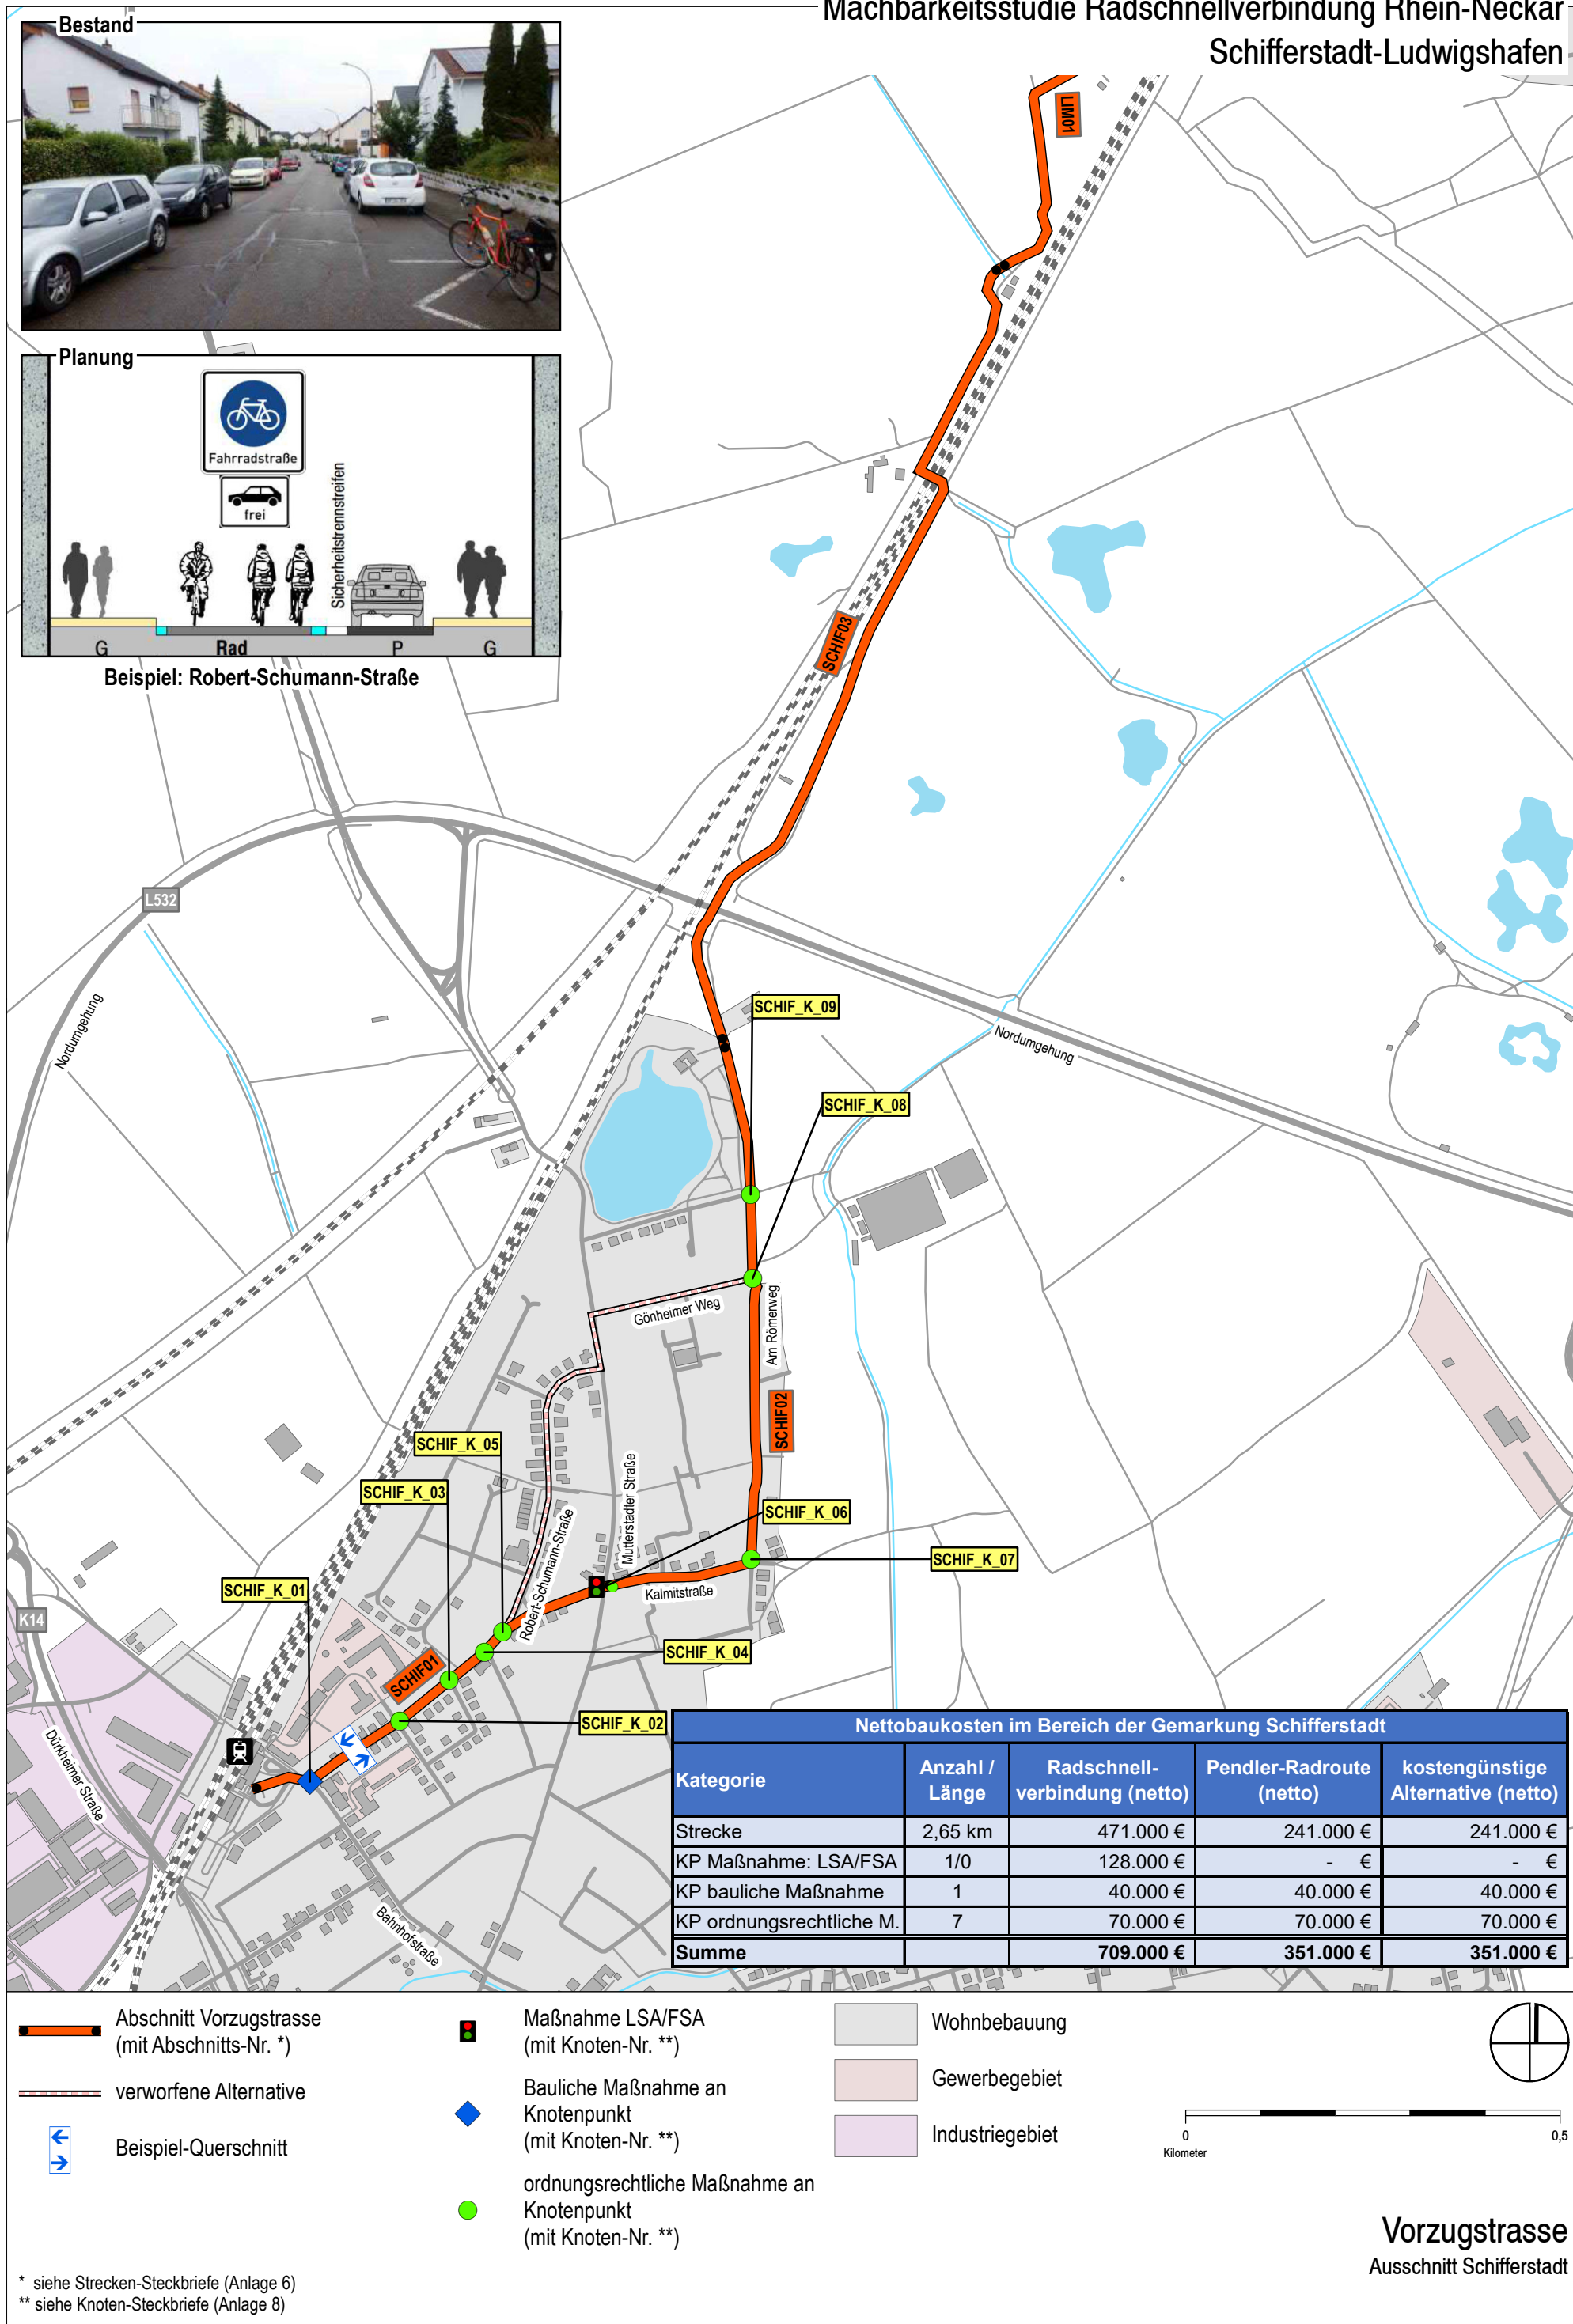 Machbarkeitsstudie Radschnellverbindung Rhein-Neckar
Schifferstadt-Ludwigshafen
Bestand
Planung
Fahrradstraße
frei
Sicherheitstrennstreifen
G
Rad
P
G
Beispiel: Robert-Schumann-Straße
LIM01
SCHIF03
L532
Nordumgehung
Nordumgehung
SCHIF_K_09
SCHIF_K_08
Gönheimer Weg
Am Römerweg
SCHIF02
SCHIF_K_05
SCHIF_K_03
Mutterstadter Straße
SCHIF_K_06
Robert-Schumann-Straße
SCHIF_K_07
Kalmitstraße
SCHIF_K_01
K14
SCHIF01
SCHIF_K_04
SCHIF_K_02
Dürkheimer Straße
Bahnhofstraße
Nettobaukosten im Bereich der Gemarkung Schifferstadt
Kategorie Anzahl / Länge Radschnell-verbindung (netto) Pendler-Radroute (netto) kostengünstige Alternative (netto)
Strecke 2,65 km 471.000 € 241.000 € 241.000 €
KP Maßnahme: LSA/FSA 1/0 128.000 € - € - €
KP bauliche Maßnahme 1 40.000 € 40.000 € 40.000 €
KP ordnungsrechtliche M. 7 70.000 € 70.000 € 70.000 €
Summe 709.000 € 351.000 € 351.000 €
Abschnitt Vorzugstrasse
(mit Abschnitts-Nr. *)
verworfene Alternative
Beispiel-Querschnitt
Maßnahme LSA/FSA
(mit Knoten-Nr. **)
Bauliche Maßnahme an
Knotenpunkt
(mit Knoten-Nr. **)
ordnungsrechtliche Maßnahme an
Knotenpunkt
(mit Knoten-Nr. **)
Wohnbebauung
Gewerbegebiet
Industriegebiet
0 0,5
Kilometer
Vorzugstrasse
Ausschnitt Schifferstadt
* siehe Strecken-Steckbriefe (Anlage 6)
** siehe Knoten-Steckbriefe (Anlage 8)